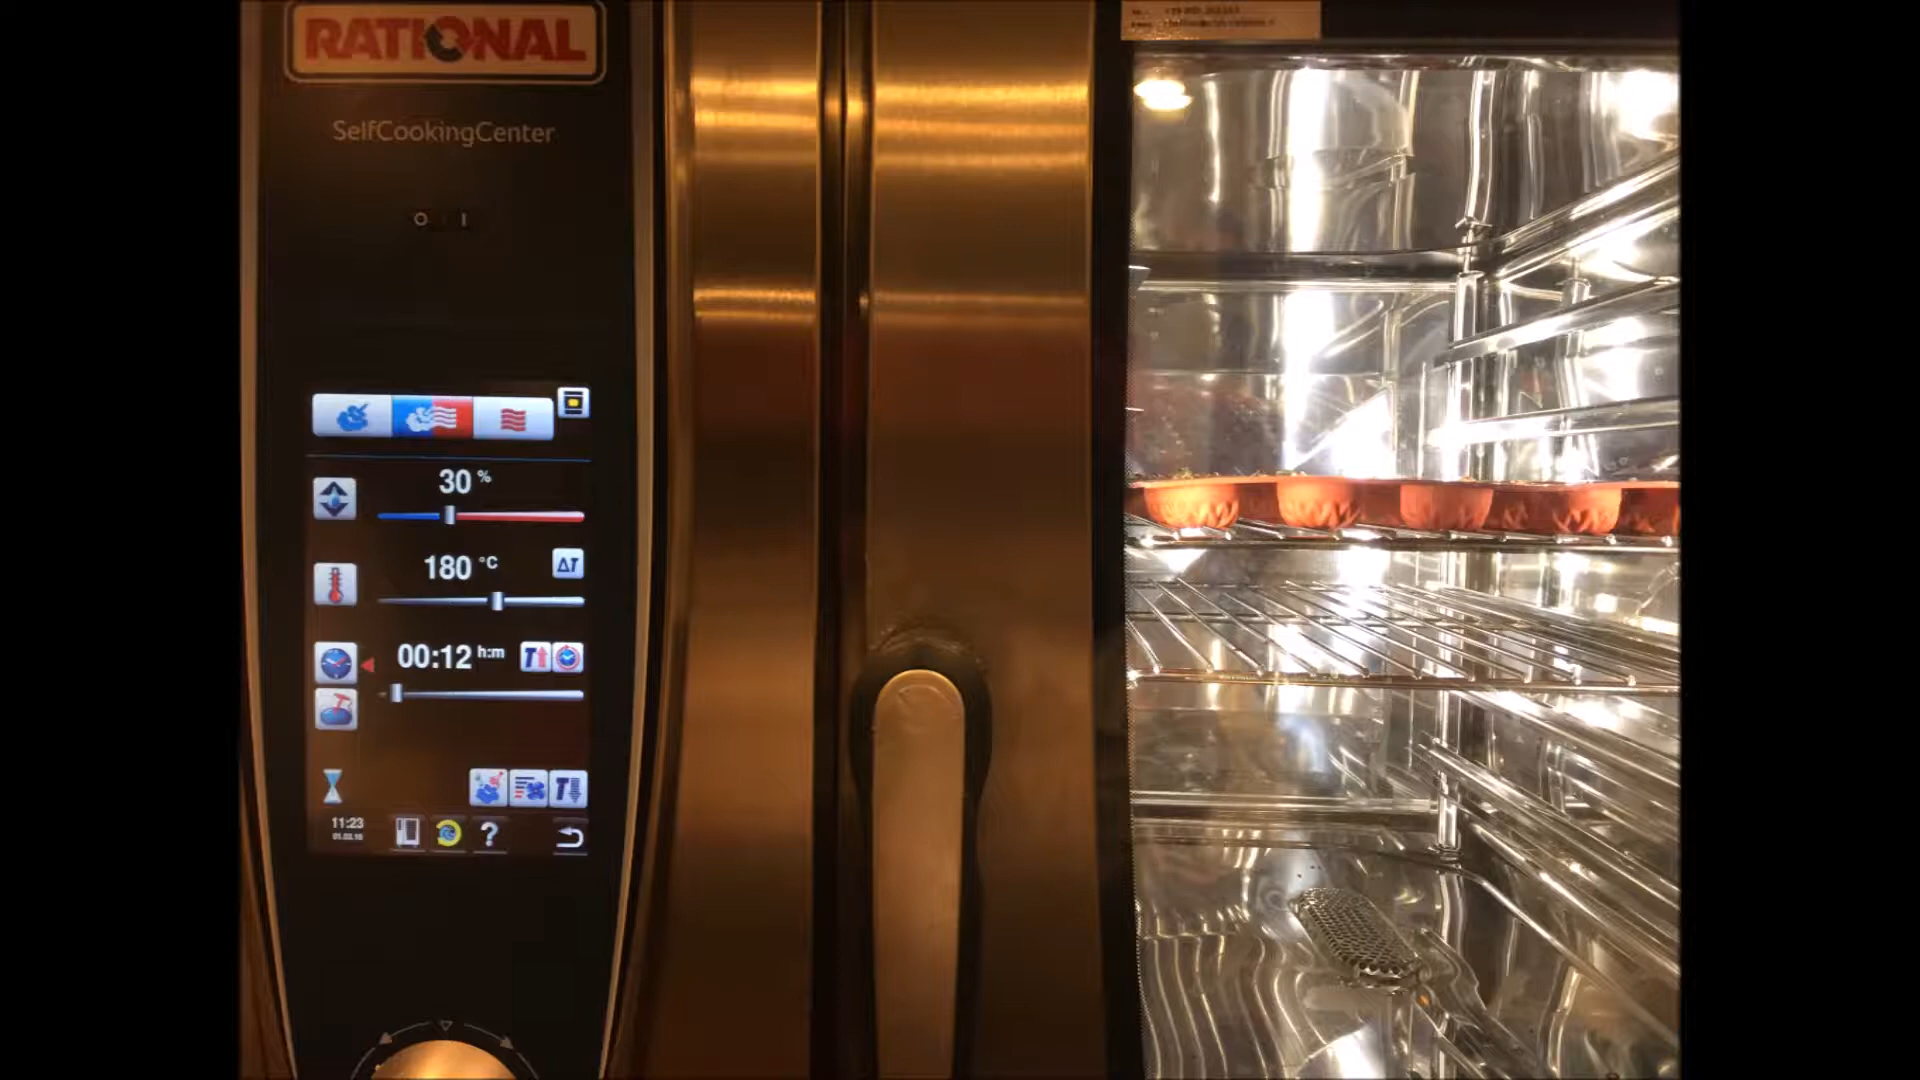 RATIONAL
SelfCookingCenter
O I
30 %
180 °C
ΔT
00:12 h:m
T
T
11:23
?